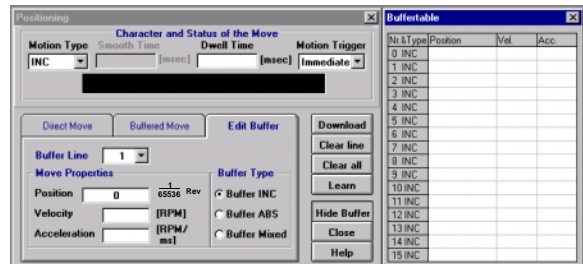 Positioning
Character and Status of the Move
Motion Type Smooth Time Dwell Time Motion Trigger
INC [msec] [msec] Immediate
Direct Move Buffered Move Edit Buffer
Buffer Line 1
Move Properties
Position 0 1/65536 Rev
Velocity [RPM]
Acceleration [RPM/ms]
Buffer Type
Buffer INC
Buffer ABS
Buffer Mixed
Download
Clear line
Clear all
Learn
Hide Buffer
Close
Help
Buffertable
Nr.&Type Position Vel. Acc.
0 INC
1 INC
2 INC
3 INC
4 INC
5 INC
6 INC
7 INC
8 INC
9 INC
10 INC
11 INC
12 INC
13 INC
14 INC
15 INC